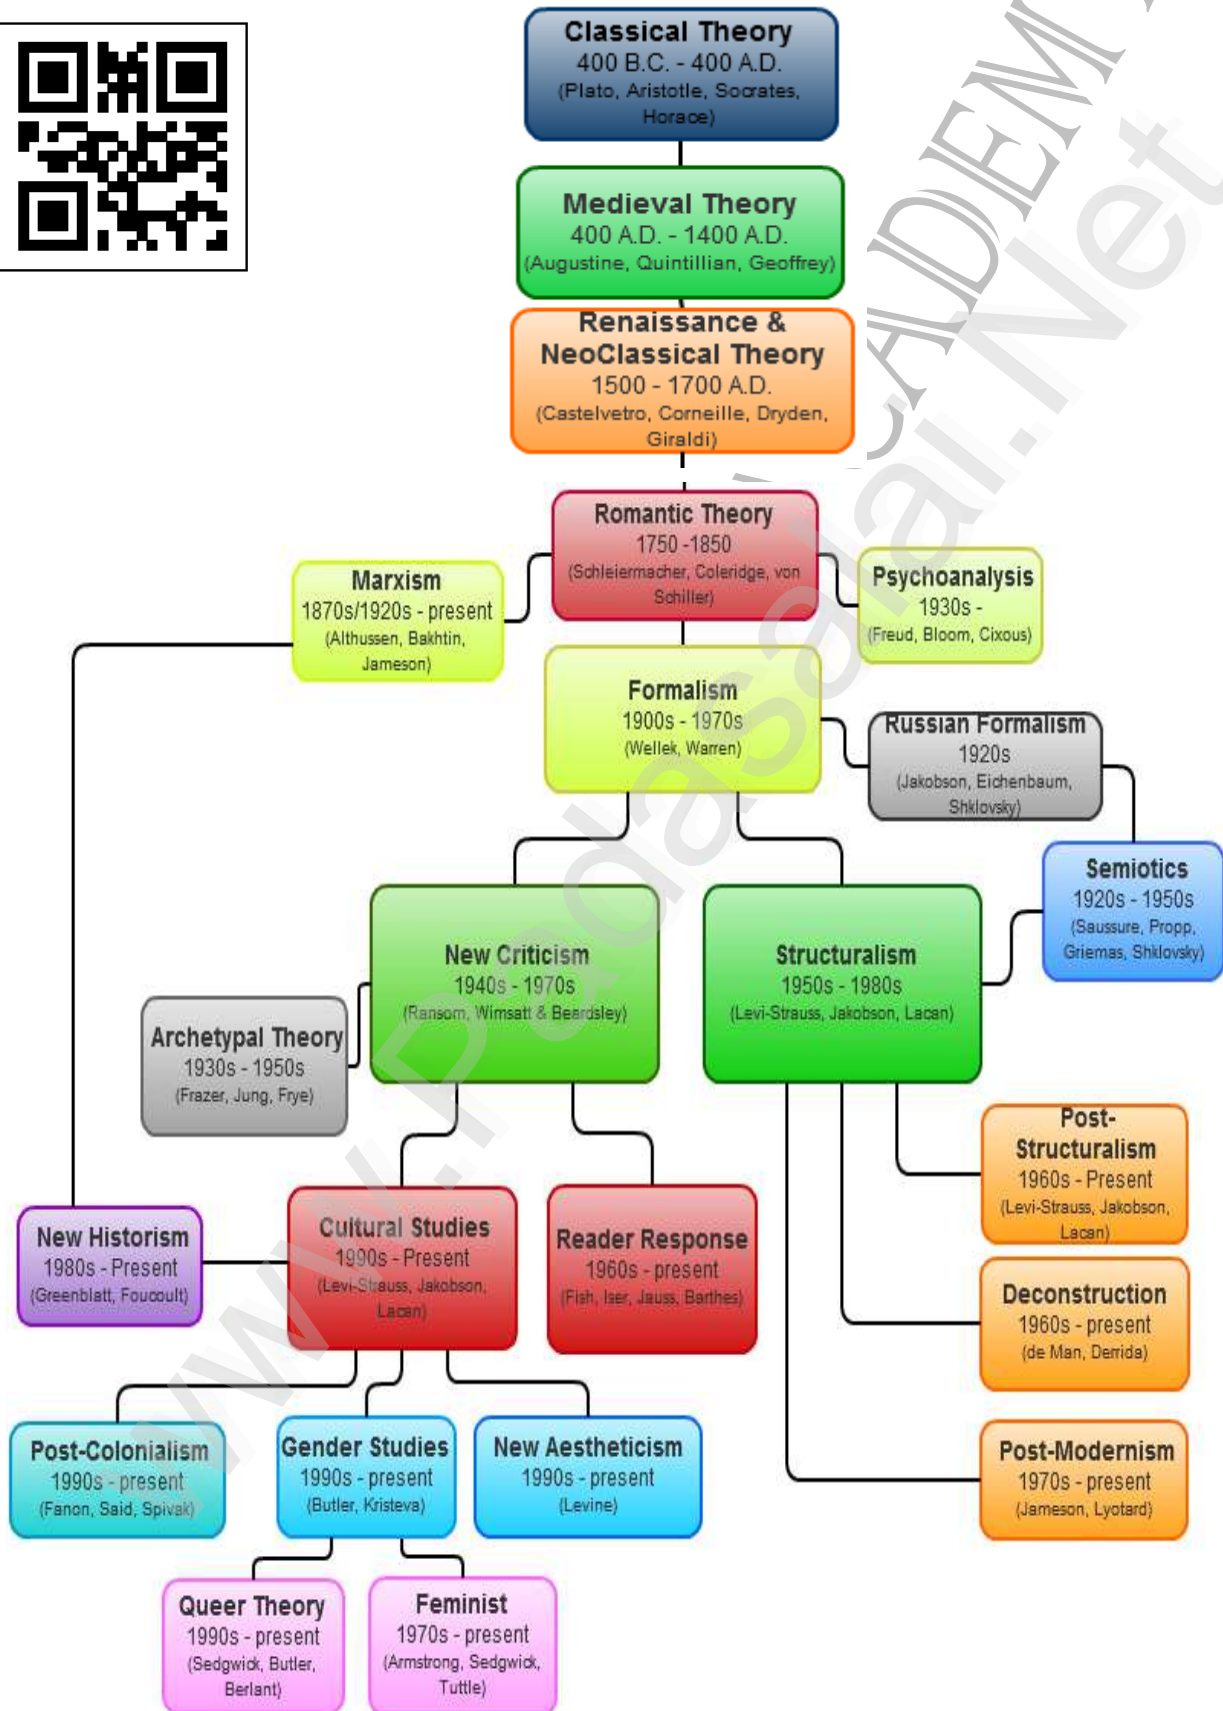 Classical Theory
400 B.C. - 400 A.D.
(Plato, Aristotle, Socrates,
Horace)
Medieval Theory
400 A.D. - 1400 A.D.
(Augustine, Quintillian, Geoffrey)
Renaissance &
NeoClassical Theory
1500 - 1700 A.D.
(Castelvetro, Corneille, Dryden,
Giraldi)
Romantic Theory
1750 -1850
(Schleiermacher, Coleridge, von
Schiller)
Marxism
1870s/1920s - present
(Althussen, Bakhtin,
Jameson)
Psychoanalysis
1930s -
(Freud, Bloom, Cixous)
Formalism
1900s - 1970s
(Wellek, Warren)
Russian Formalism
1920s
(Jakobson, Eichenbaum,
Shklovsky)
Semiotics
1920s - 1950s
(Saussure, Propp,
Griemas, Shklovsky)
New Criticism
1940s - 1970s
(Ransom, Wimsatt & Beardsley)
Structuralism
1950s - 1980s
(Levi-Strauss, Jakobson, Lacan)
Archetypal Theory
1930s - 1950s
(Frazer, Jung, Frye)
Post-
Structuralism
1960s - Present
(Levi-Strauss, Jakobson,
Lacan)
New Historism
1980s - Present
(Greenblatt, Foucoult)
Cultural Studies
1990s - Present
(Levi-Strauss, Jakobson,
Lacan)
Reader Response
1960s - present
(Fish, Iser, Jauss, Barthes)
Deconstruction
1960s - present
(de Man, Derrida)
Post-Colonialism
1990s - present
(Fanon, Said, Spivak)
Gender Studies
1990s - present
(Butler, Kristeva)
New Aestheticism
1990s - present
(Levine)
Post-Modernism
1970s - present
(Jameson, Lyotard)
Queer Theory
1990s - present
(Sedgwick, Butler,
Berlant)
Feminist
1970s - present
(Armstrong, Sedgwick,
Tuttle)
www.Padasalai.Net